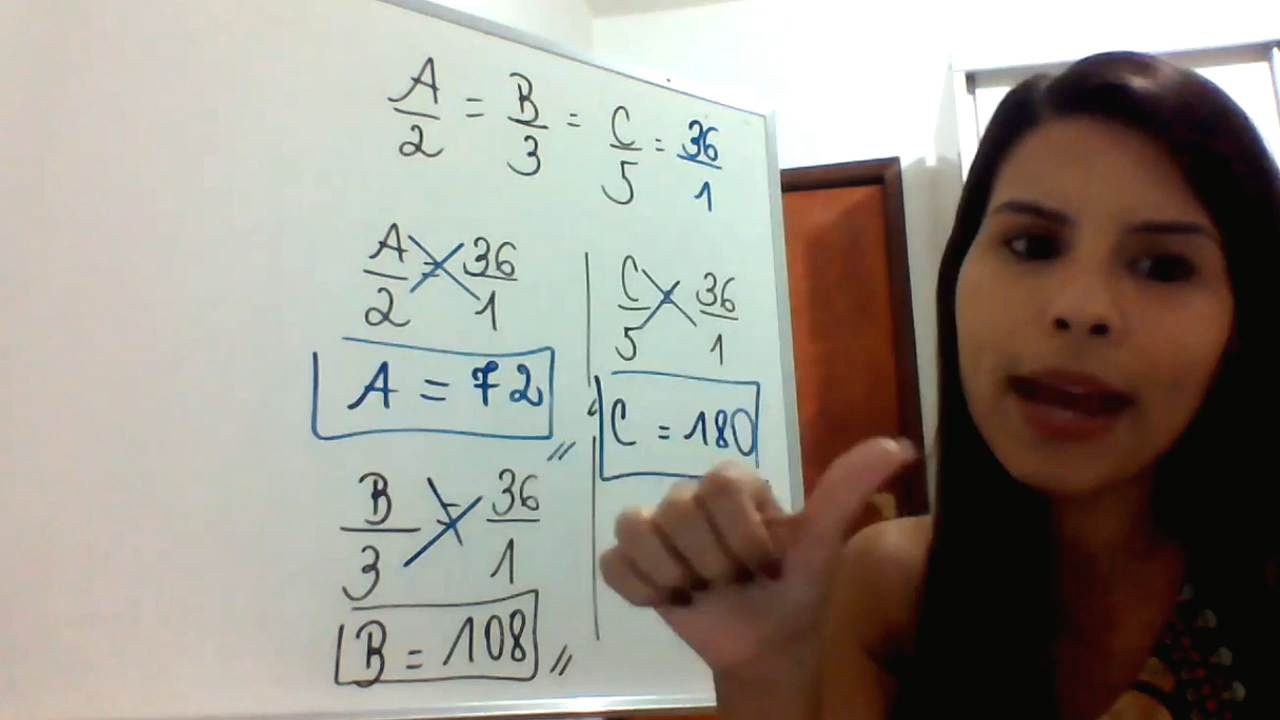 A/2 = B/3 = C/5 = 36/1
A/2 = 36/1
A = 72
B/3 = 36/1
B = 108
C/5 36/1
C = 180